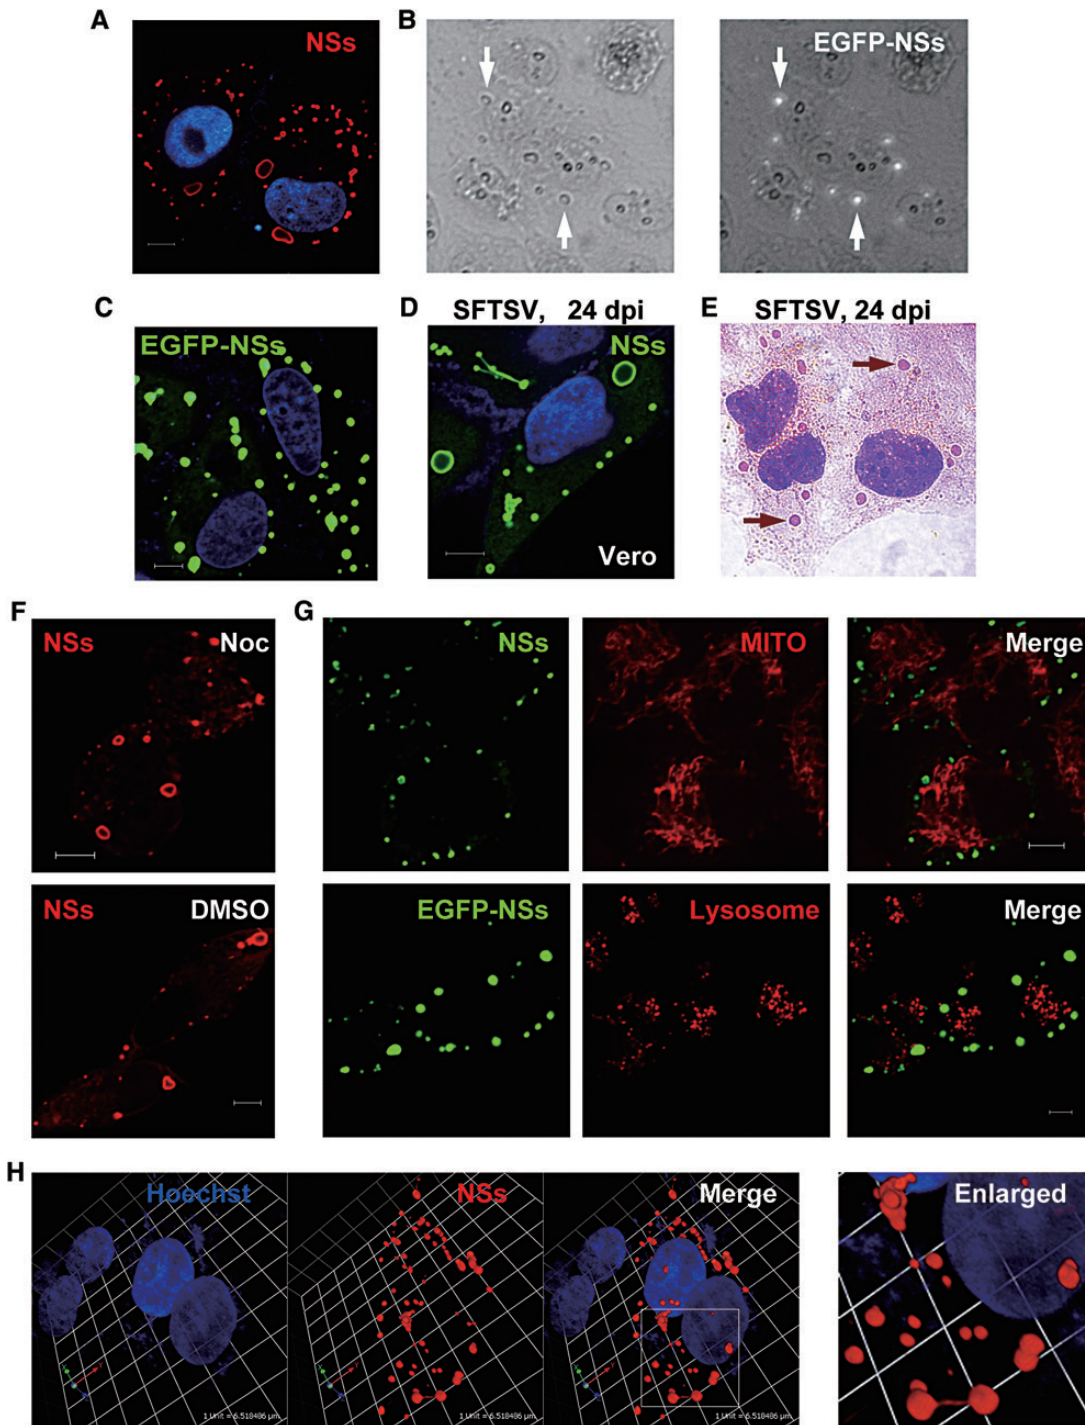 A
NSs
B
EGFP-NSs
C
EGFP-NSs
D
SFTSV, 24 dpi
NSs
Vero
E
SFTSV, 24 dpi
F
NSs
Noc
NSs
DMSO
G
NSs
MITO
Merge
EGFP-NSs
Lysosome
Merge
H
Hoechst
1 Unit = 6.518486 µm
NSs
1 Unit = 6.518486 µm
Merge
1 Unit = 6.518486 µm
Enlarged